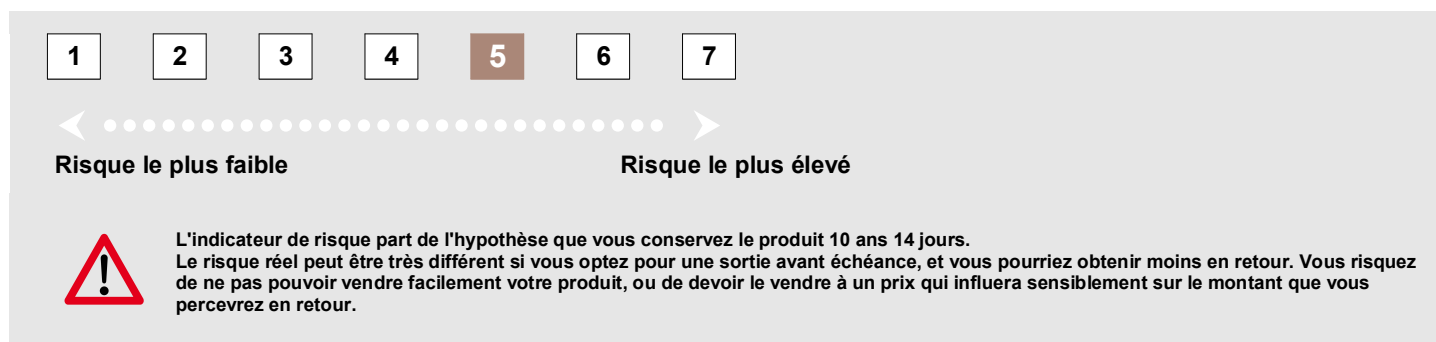 1 2 3 4 5 6 7
Risque le plus faible Risque le plus élevé
L'indicateur de risque part de l'hypothèse que vous conservez le produit 10 ans 14 jours.
Le risque réel peut être très différent si vous optez pour une sortie avant échéance, et vous pourriez obtenir moins en retour. Vous risquez
de ne pas pouvoir vendre facilement votre produit, ou de devoir le vendre à un prix qui influera sensiblement sur le montant que vous
percevrez en retour.